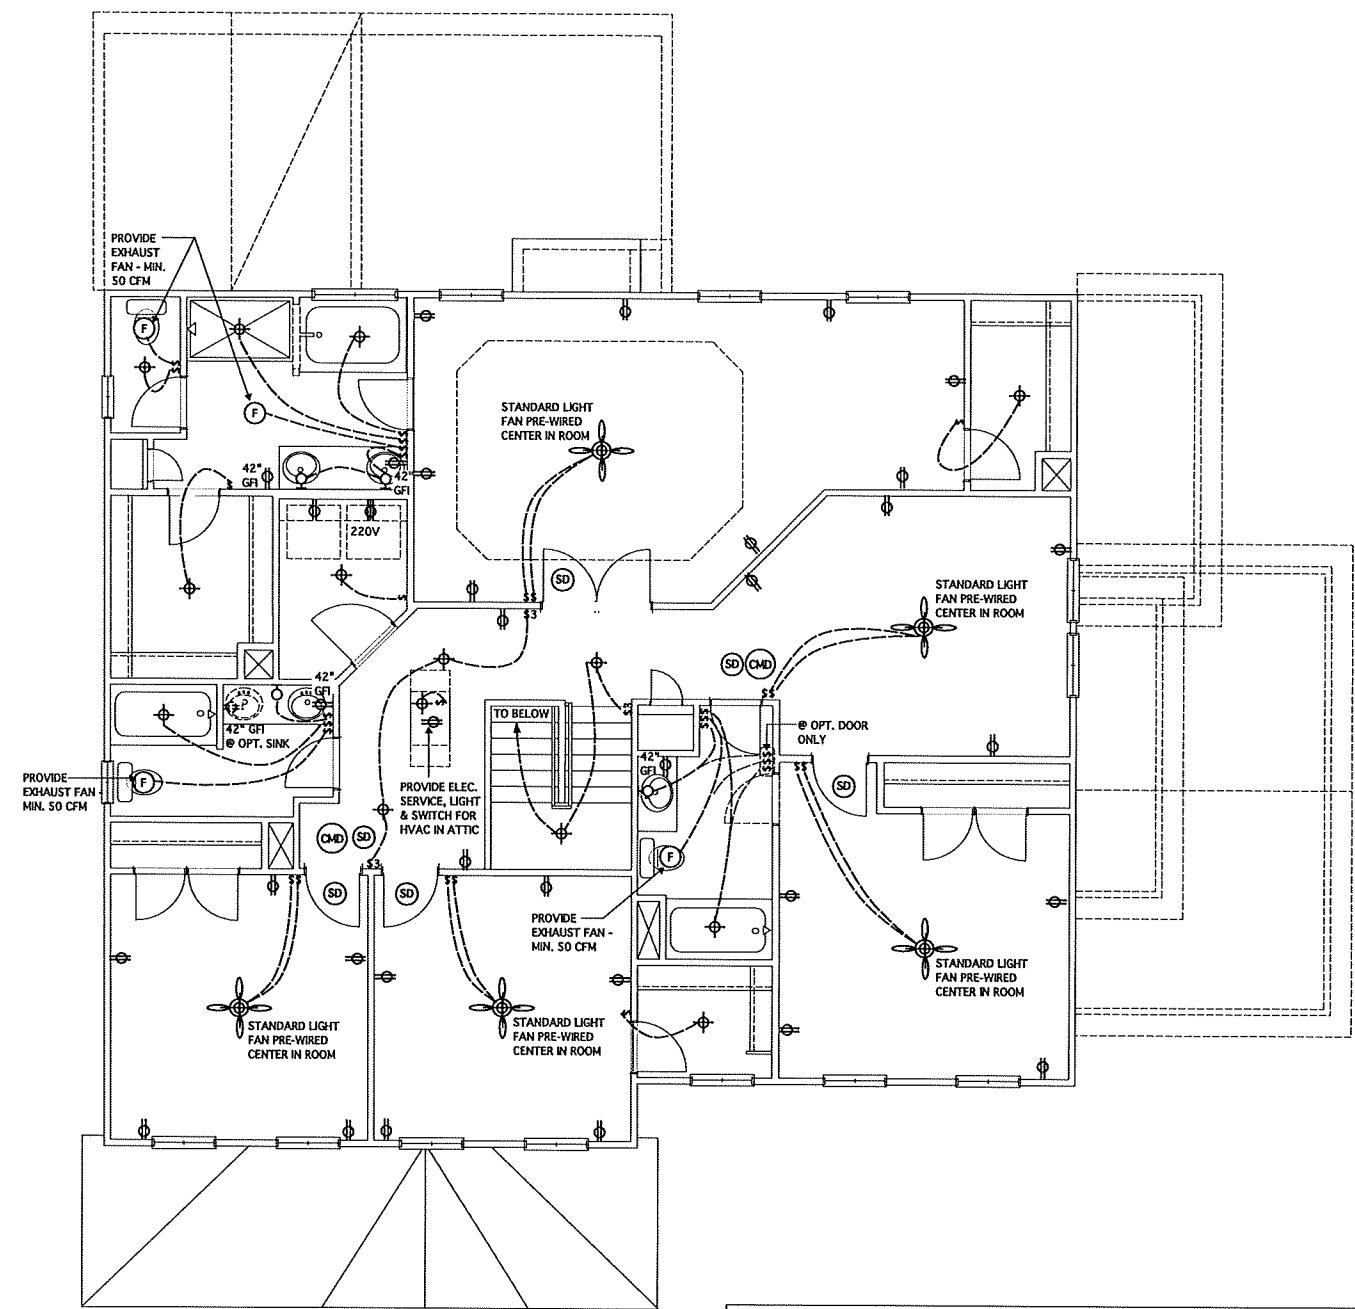 PROVIDE
EXHAUST
FAN - MIN.
50 CFM
F
F
STANDARD LIGHT
FAN PRE-WIRED
CENTER IN ROOM
42"
GFI
42"
GFI
220V
SD
$3
STANDARD LIGHT
FAN PRE-WIRED
CENTER IN ROOM
SD
CMD
$$
42"
GFI
42" GFI
@ OPT. SINK
TO BELOW
$3
$$$
@ OPT. DOOR
ONLY
PROVIDE
EXHAUST FAN -
MIN. 50 CFM
F
PROVIDE ELEC.
SERVICE, LIGHT
& SWITCH FOR
HVAC IN ATTIC
42"
GFI
$$
SD
CMD
SD
$3
F
$$
SD
$$
SD
PROVIDE
EXHAUST FAN -
MIN. 50 CFM
STANDARD LIGHT
FAN PRE-WIRED
CENTER IN ROOM
STANDARD LIGHT
FAN PRE-WIRED
CENTER IN ROOM
STANDARD LIGHT
FAN PRE-WIRED
CENTER IN ROOM